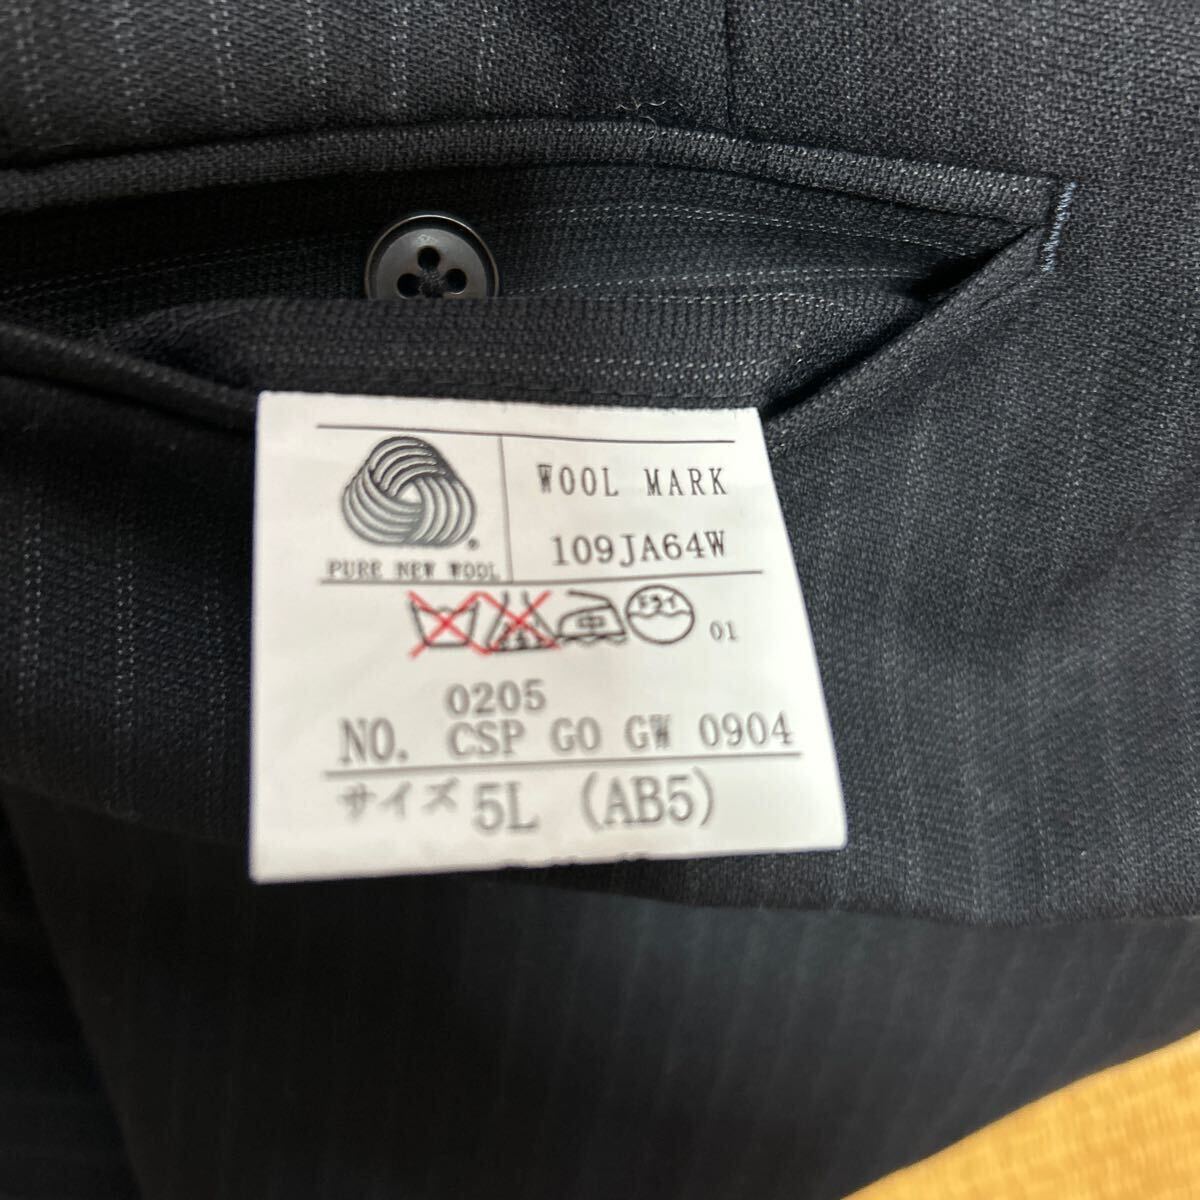 WOOL MARK
109JA64W
PURE NEW WOOL
中 ドライ 01
0205
NO. CSP GO GW 0904
サイズ 5L (AB5)